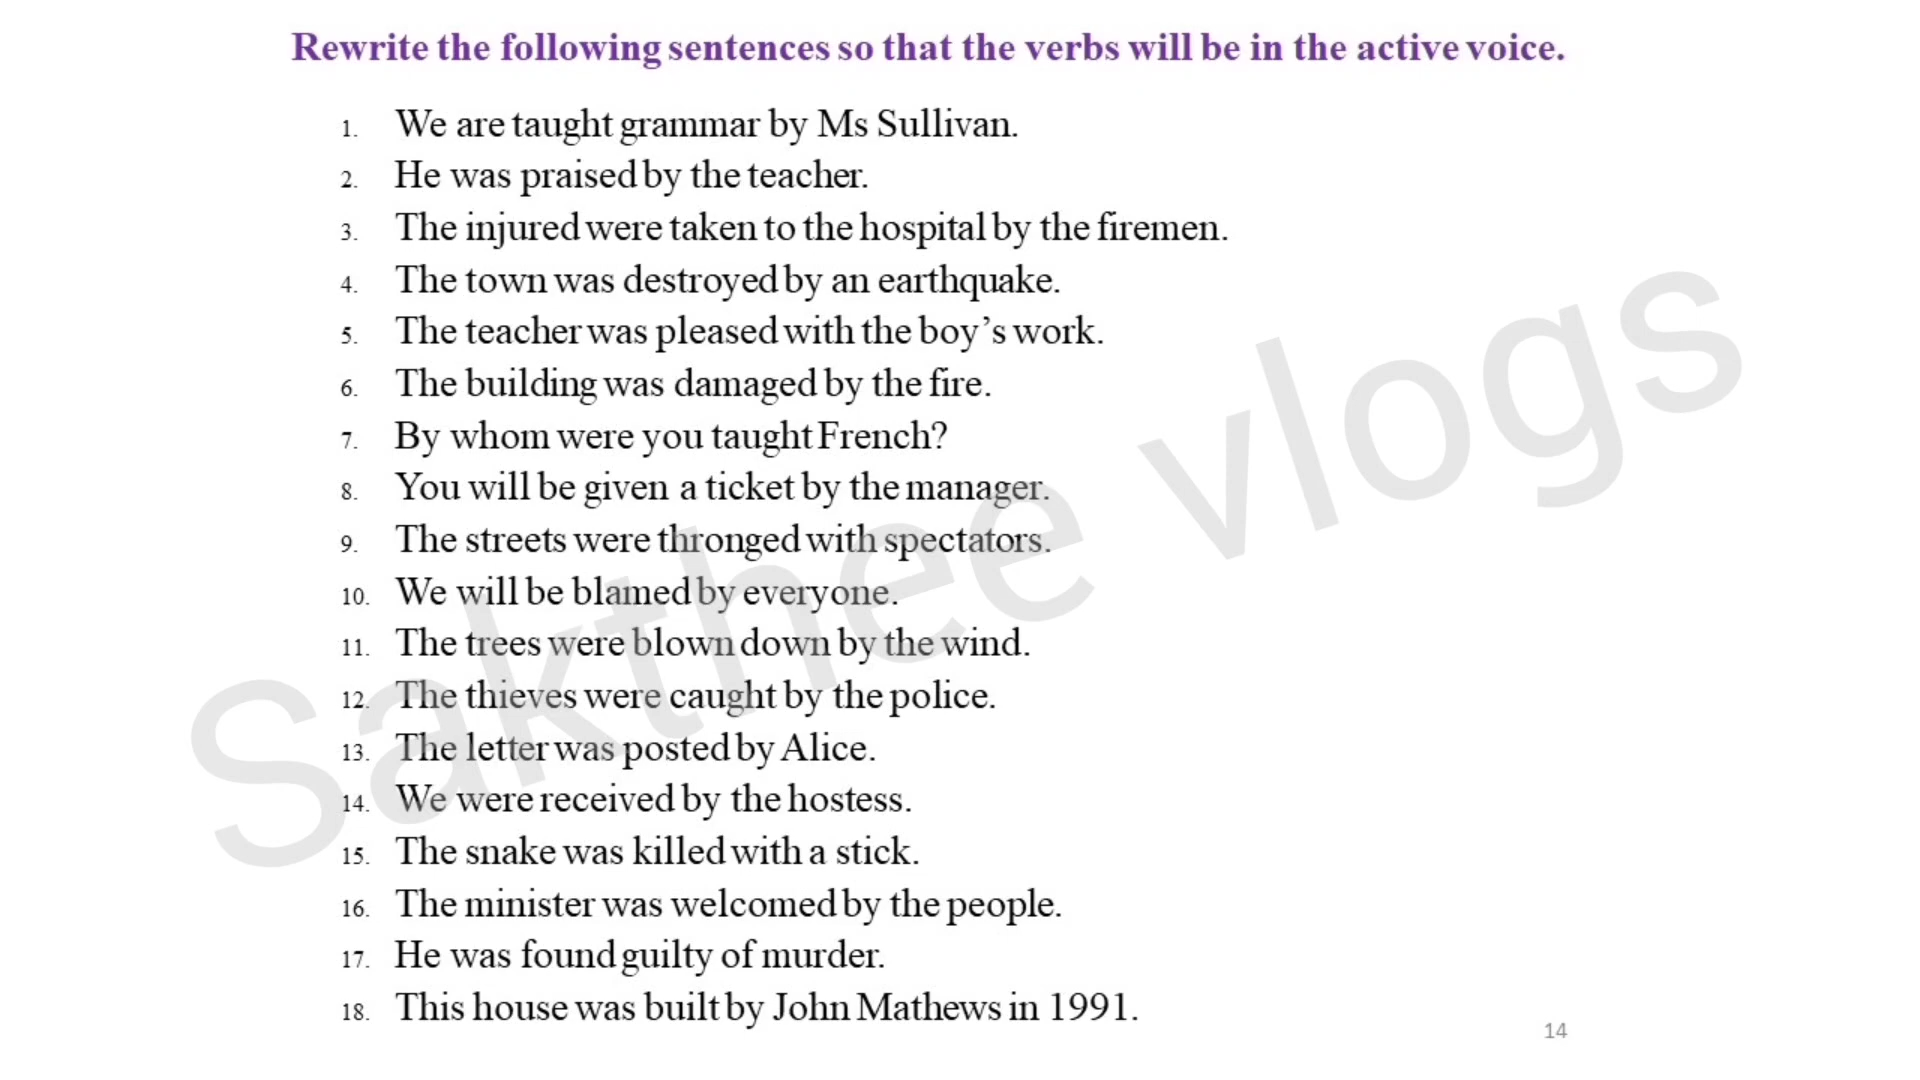 Rewrite the following sentences so that the verbs will be in the active voice.
1. We are taught grammar by Ms Sullivan.
2. He was praised by the teacher.
3. The injured were taken to the hospital by the firemen.
4. The town was destroyed by an earthquake.
5. The teacher was pleased with the boy’s work.
6. The building was damaged by the fire.
7. By whom were you taught French?
8. You will be given a ticket by the manager.
9. The streets were thronged with spectators.
10. We will be blamed by everyone.
11. The trees were blown down by the wind.
12. The thieves were caught by the police.
13. The letter was posted by Alice.
14. We were received by the hostess.
15. The snake was killed with a stick.
16. The minister was welcomed by the people.
17. He was found guilty of murder.
18. This house was built by John Mathews in 1991.
14
Sakthee vlogs